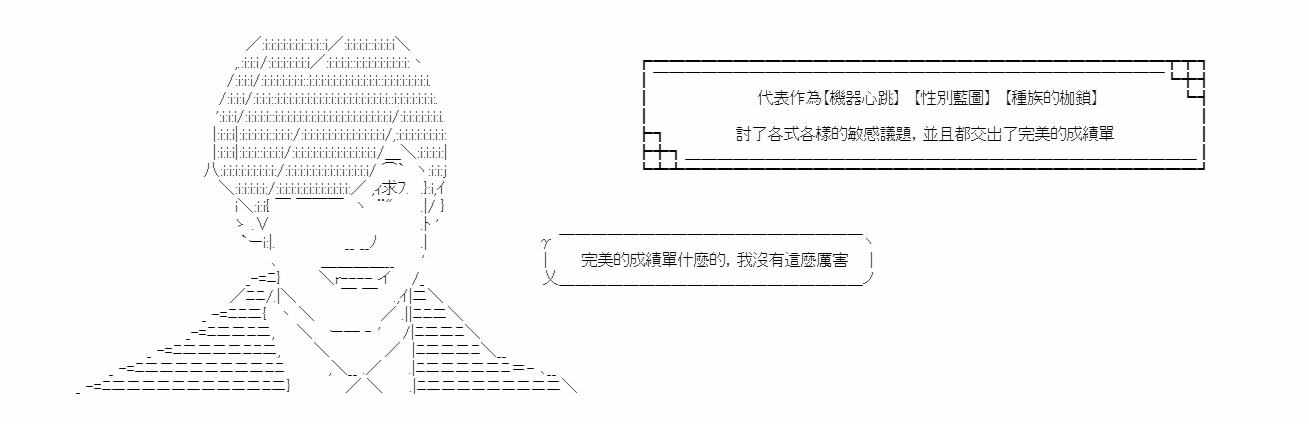 代表作為【機器心跳】【性別藍圖】【種族的枷鎖】
討了各式各樣的敏感議題，並且都交出了完美的成績單
完美的成績單什麼的，我沒有這麼厲害